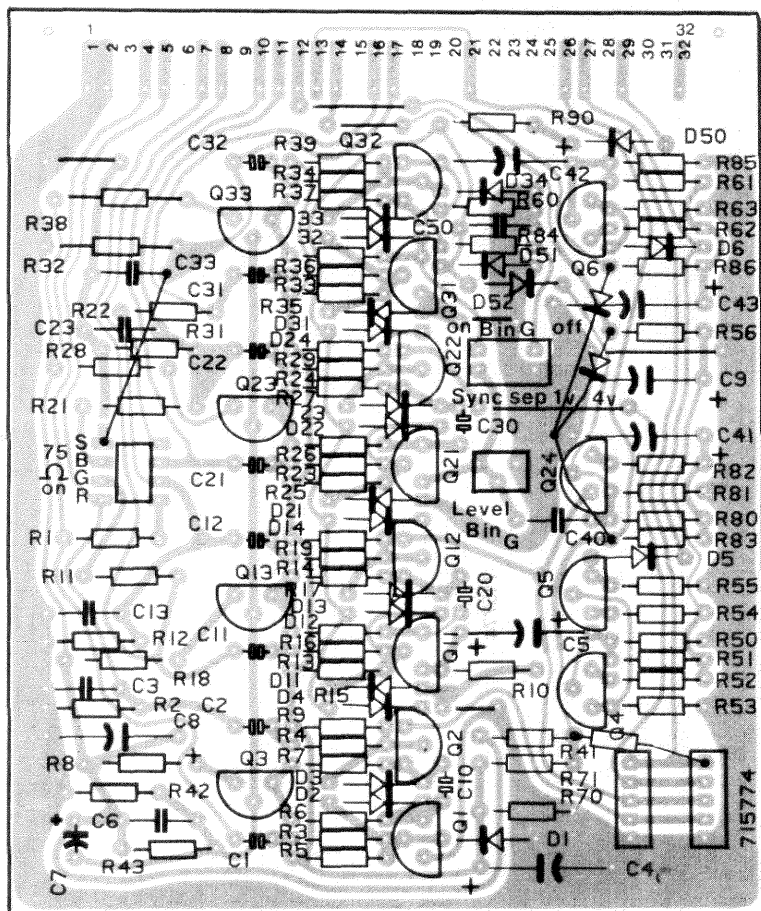 1 32
1 2 3 4 5 6 7 8 9 10 11 12 13 14 15 16 17 18 19 20 21 22 23 24 25 26 27 28 29 30 31 32
R90
+
D50
C32 R39 Q32
R34 R85
R37 D34 C42 R61
Q33 R60
R38 33 C50 R63
32 R84 R62
D51 D6
R32 C33 R36 Q6 R86
R33 Q31 +
C31 D52 C43
R22 R35
C23 R31 D31 on BinG off R56
R28 D24 Q22
C22 R29
R24 C9
Q23 R27 Sync sep 1v 4v +
R21 23
D22 C30 C41
S
75 B R26 +
Ω G C21 R23 Q21 Q24 R82
on R R25 R81
D21 Level
C12 D14 BinG R80
R1 R19 Q12 C40 R83
R14 D5
R11 Q13 R17 Q5 R55
D13 C20
C13 D12 + R54
R12 C11 R16 Q11 + C5 R50
R13 R51
R18 D11 R52
C3 D4 R15 R10
R2 C2 R9 R53
C8 R4 Q2 Q4
R8 + R7 R41
Q3 D3 C10 R71
R42 D2 R70
+ C6 R6 Q1
R3 D1
C7 R43 C1 R5 + C4
715774